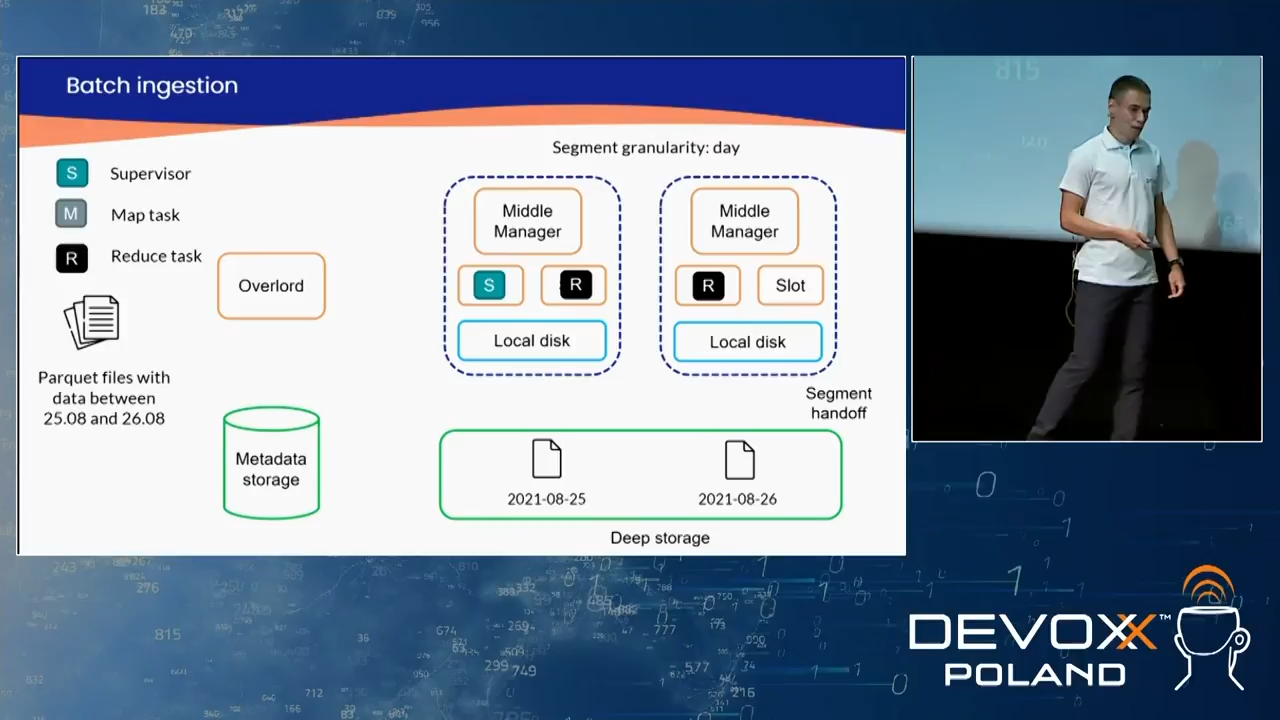 Batch ingestion
Segment granularity: day
S Supervisor
M Map task
R Reduce task
Overlord
Middle
Manager
S
R
Local disk
Middle
Manager
R
Slot
Local disk
Parquet files with
data between
25.08 and 26.08
Segment
handoff
Metadata
storage
2021-08-25
2021-08-26
Deep storage
DEVOXX™
POLAND